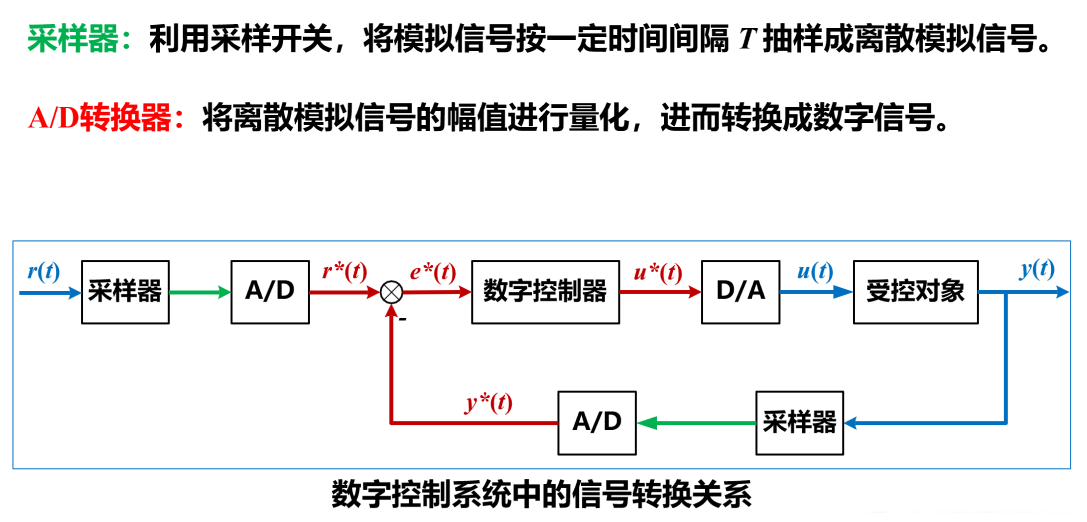 采样器：利用采样开关，将模拟信号按一定时间间隔 T 抽样成离散模拟信号。
A/D转换器：将离散模拟信号的幅值进行量化，进而转换成数字信号。
r(t)
采样器
A/D
r*(t)
e*(t)
数字控制器
u*(t)
D/A
u(t)
受控对象
y(t)
-
y*(t)
A/D
采样器
数字控制系统中的信号转换关系